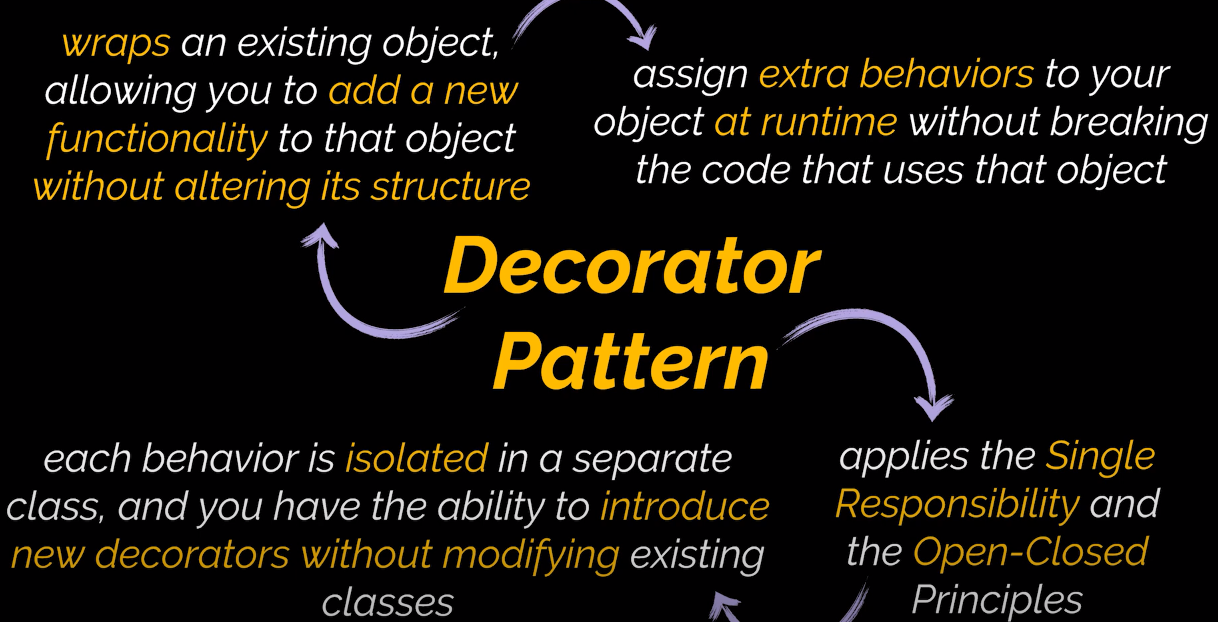 wraps an existing object,
allowing you to add a new
functionality to that object
without altering its structure
assign extra behaviors to your
object at runtime without breaking
the code that uses that object
Decorator
Pattern
each behavior is isolated in a separate
class, and you have the ability to introduce
new decorators without modifying existing
classes
applies the Single
Responsibility and
the Open-Closed
Principles